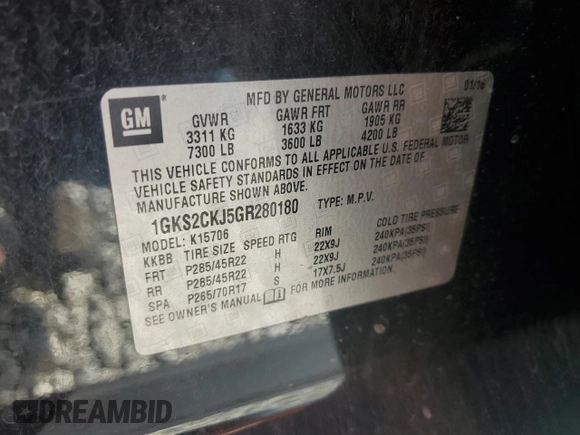 GM
®
MFD BY GENERAL MOTORS LLC 01/16
GVWR GAWR FRT GAWR RR
3311 KG 1633 KG 1905 KG
7300 LB 3600 LB 4200 LB
THIS VEHICLE CONFORMS TO ALL APPLICABLE U.S. FEDERAL MOTOR
VEHICLE SAFETY STANDARDS IN EFFECT ON THE DATE OF
MANUFACTURE SHOWN ABOVE.
1GKS2CKJ5GR280180 TYPE: M.P.V.
MODEL: K15706
KKBB TIRE SIZE SPEED RTG RIM COLD TIRE PRESSURE
FRT P285/45R22 H 22X9J 240KPA(35PSI)
RR P285/45R22 H 22X9J 240KPA(35PSI)
SPA P265/70R17 S 17X7.5J 240KPA(35PSI)
SEE OWNER'S MANUAL FOR MORE INFORMATION.
DREAMBID